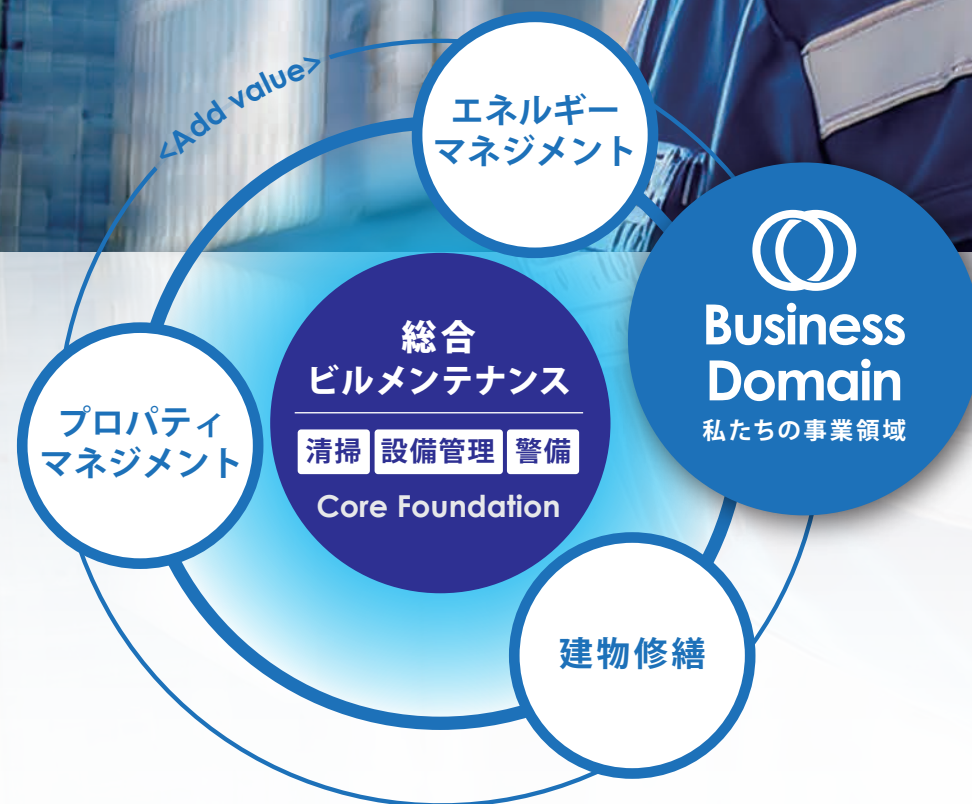 <Add value>
エネルギー
マネジメント
Business
Domain
私たちの事業領域
総合
ビルメンテナンス
清掃 設備管理 警備
Core Foundation
プロパティ
マネジメント
建物修繕